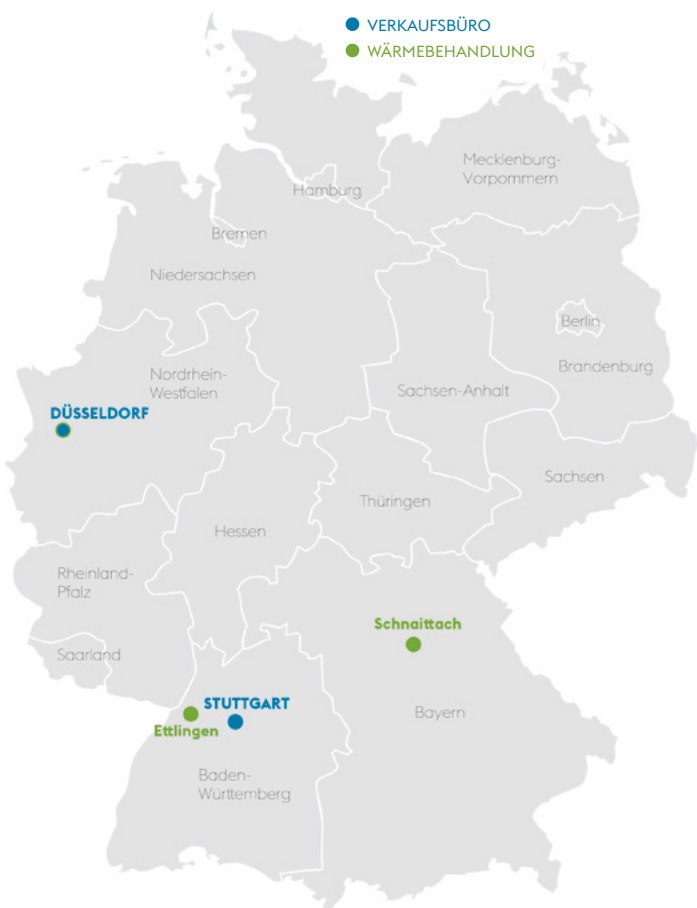 VERKAUFSBÜRO
WÄRMEBEHANDLUNG
Mecklenburg-
Vorpommern
Hamburg
Bremen
Niedersachsen
Berlin
Brandenburg
Nordrhein-
Westfalen
Sachsen-Anhalt
DÜSSELDORF
Sachsen
Thüringen
Hessen
Rheinland-
Pfalz
Schnaittach
Saarland
STUTTGART
Ettlingen
Bayern
Baden-
Württemberg